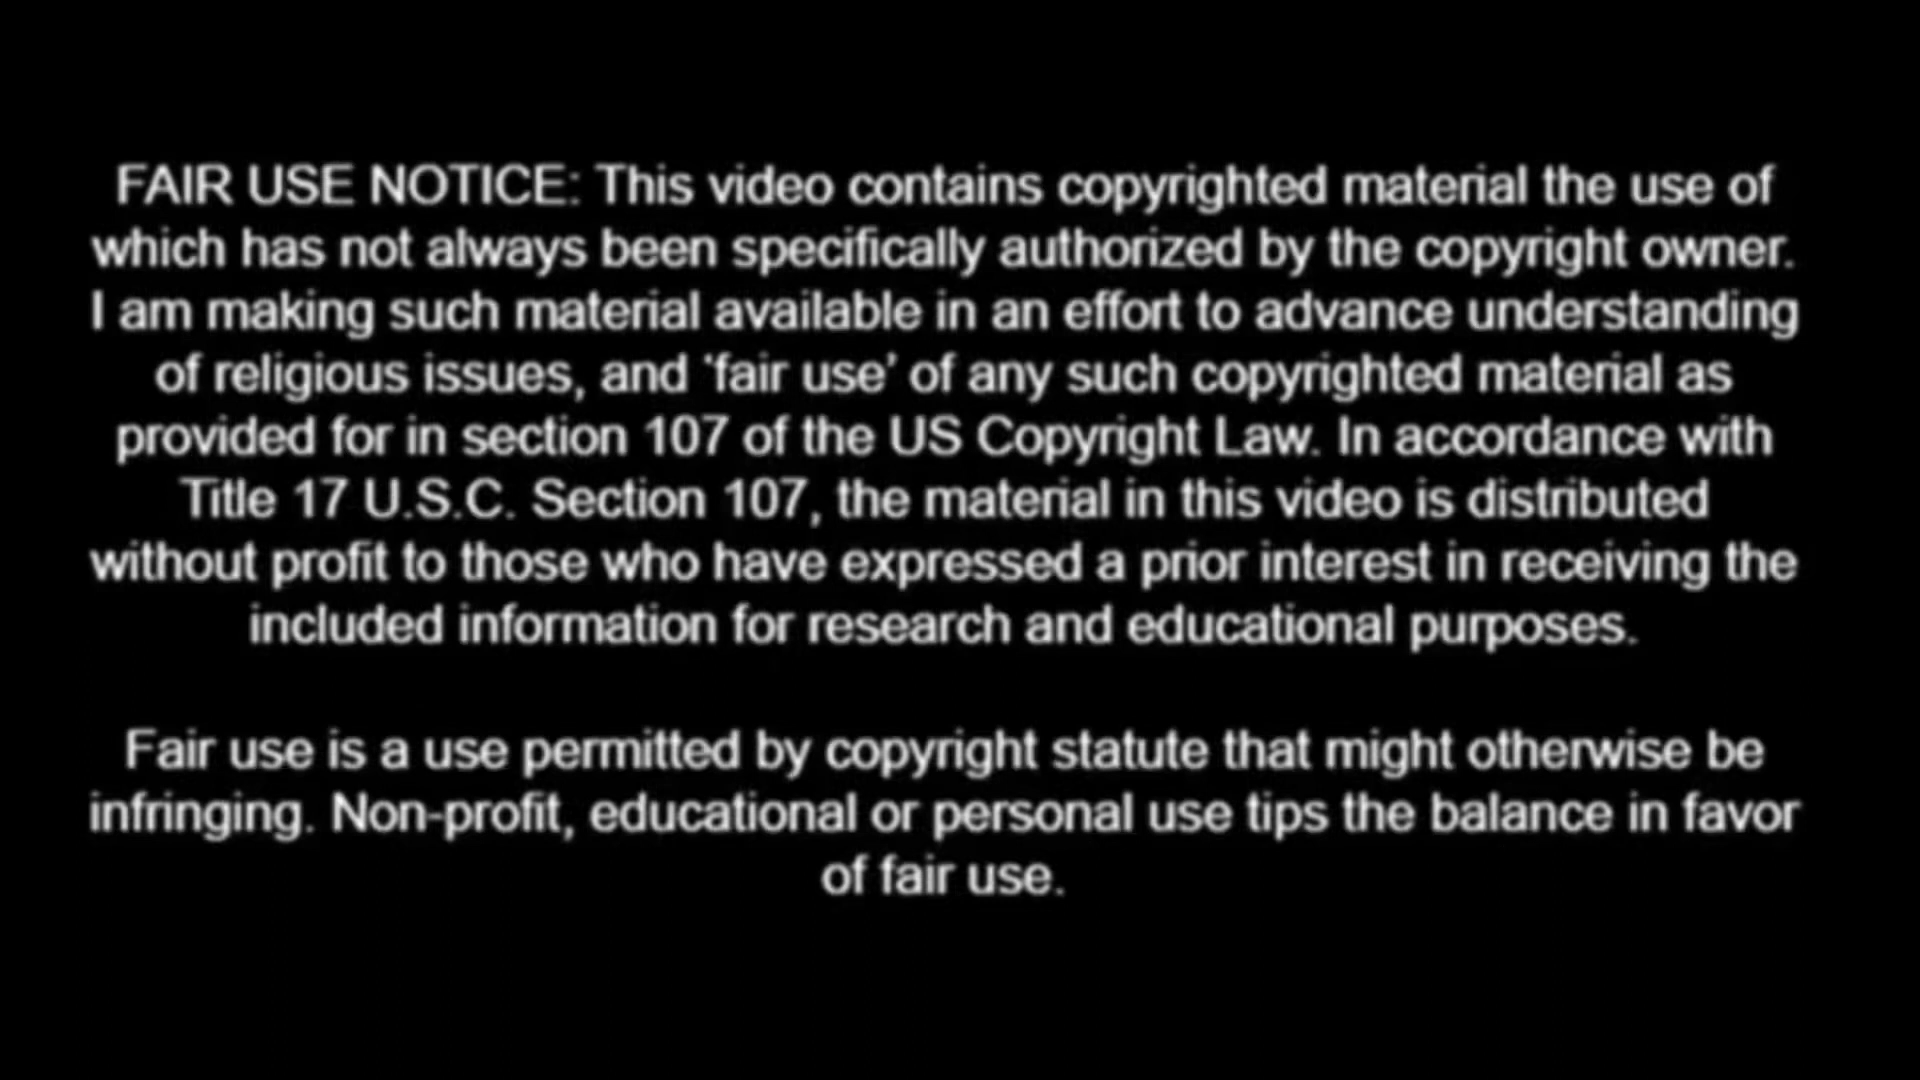 FAIR USE NOTICE: This video contains copyrighted material the use of
which has not always been specifically authorized by the copyright owner.
I am making such material available in an effort to advance understanding
of religious issues, and ‘fair use’ of any such copyrighted material as
provided for in section 107 of the US Copyright Law. In accordance with
Title 17 U.S.C. Section 107, the material in this video is distributed
without profit to those who have expressed a prior interest in receiving the
included information for research and educational purposes.
Fair use is a use permitted by copyright statute that might otherwise be
infringing. Non-profit, educational or personal use tips the balance in favor
of fair use.